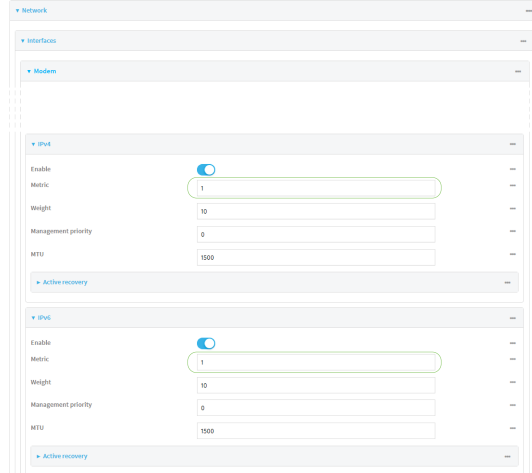 Network
Interfaces
Modem
IPv4
Enable
Metric
1
Weight
10
Management priority
0
MTU
1500
Active recovery
IPv6
Enable
Metric
1
Weight
10
Management priority
0
MTU
1500
Active recovery